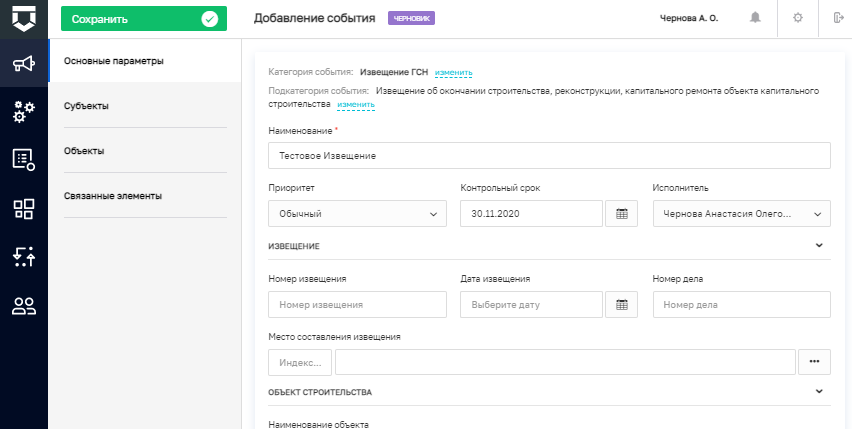 Сохранить
Добавление события
ЧЕРНОВИК
Чернова А. О.
Основные параметры
Субъекты
Объекты
Связанные элементы
Категория события: Извещение ГСН изменить
Подкатегория события: Извещение об окончании строительства, реконструкции, капитального ремонта объекта капитального
строительства изменить
Наименование *
Тестовое Извещение
Приоритет Контрольный срок Исполнитель
Обычный 30.11.2020 Чернова Анастасия Олего...
ИЗВЕЩЕНИЕ
Номер извещения Дата извещения Номер дела
Номер извещения Выберите дату Номер дела
Место составления извещения
Индекс... •••
ОБЪЕКТ СТРОИТЕЛЬСТВА
Наименование объекта